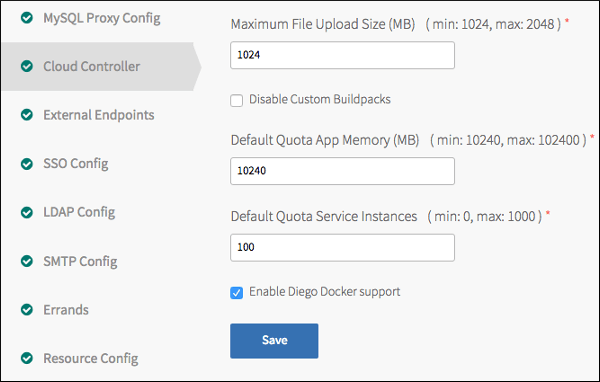 MySQL Proxy Config
Cloud Controller
External Endpoints
SSO Config
LDAP Config
SMTP Config
Errands
Resource Config
Maximum File Upload Size (MB) ( min: 1024, max: 2048 ) *
1024
Disable Custom Buildpacks
Default Quota App Memory (MB) ( min: 10240, max: 102400 ) *
10240
Default Quota Service Instances ( min: 0, max: 1000 ) *
100
Enable Diego Docker support
Save